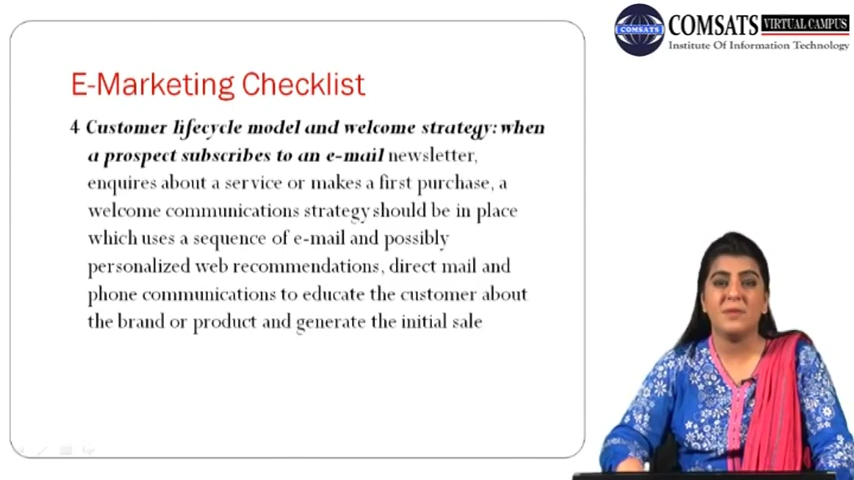 COMSATS VIRTUAL CAMPUS
COMSATS
Institute Of Information Technology
E-Marketing Checklist
4 Customer lifecycle model and welcome strategy: when
a prospect subscribes to an e-mail newsletter,
enquires about a service or makes a first purchase, a
welcome communications strategy should be in place
which uses a sequence of e-mail and possibly
personalized web recommendations, direct mail and
phone communications to educate the customer about
the brand or product and generate the initial sale